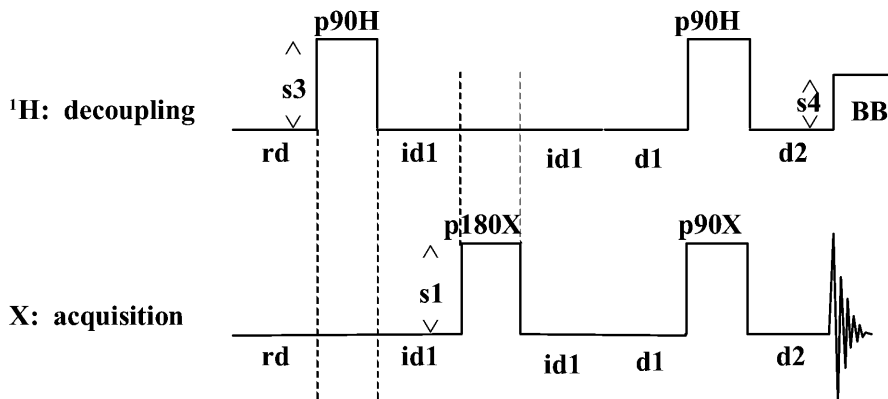 p90H p90H
s3 s4
¹H: decoupling BB
rd id1 id1 d1 d2
p180X p90X
s1
X: acquisition
rd id1 id1 d1 d2